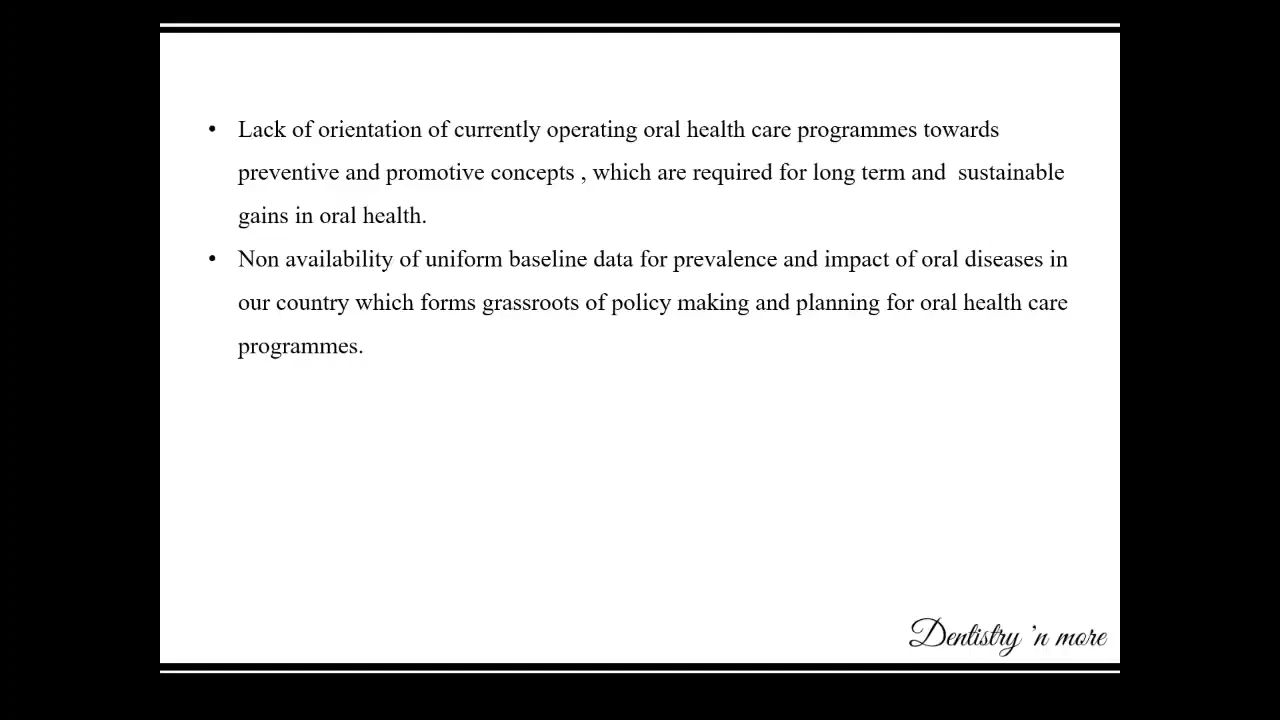 • Lack of orientation of currently operating oral health care programmes towards
preventive and promotive concepts , which are required for long term and  sustainable
gains in oral health.
• Non availability of uniform baseline data for prevalence and impact of oral diseases in
our country which forms grassroots of policy making and planning for oral health care
programmes.
Dentistry 'n more